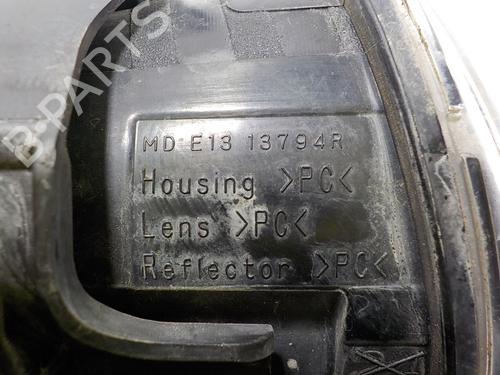 B-PARTS
MD E13 13794R
Housing >PC<
Lens >PC<
Reflector >PC<